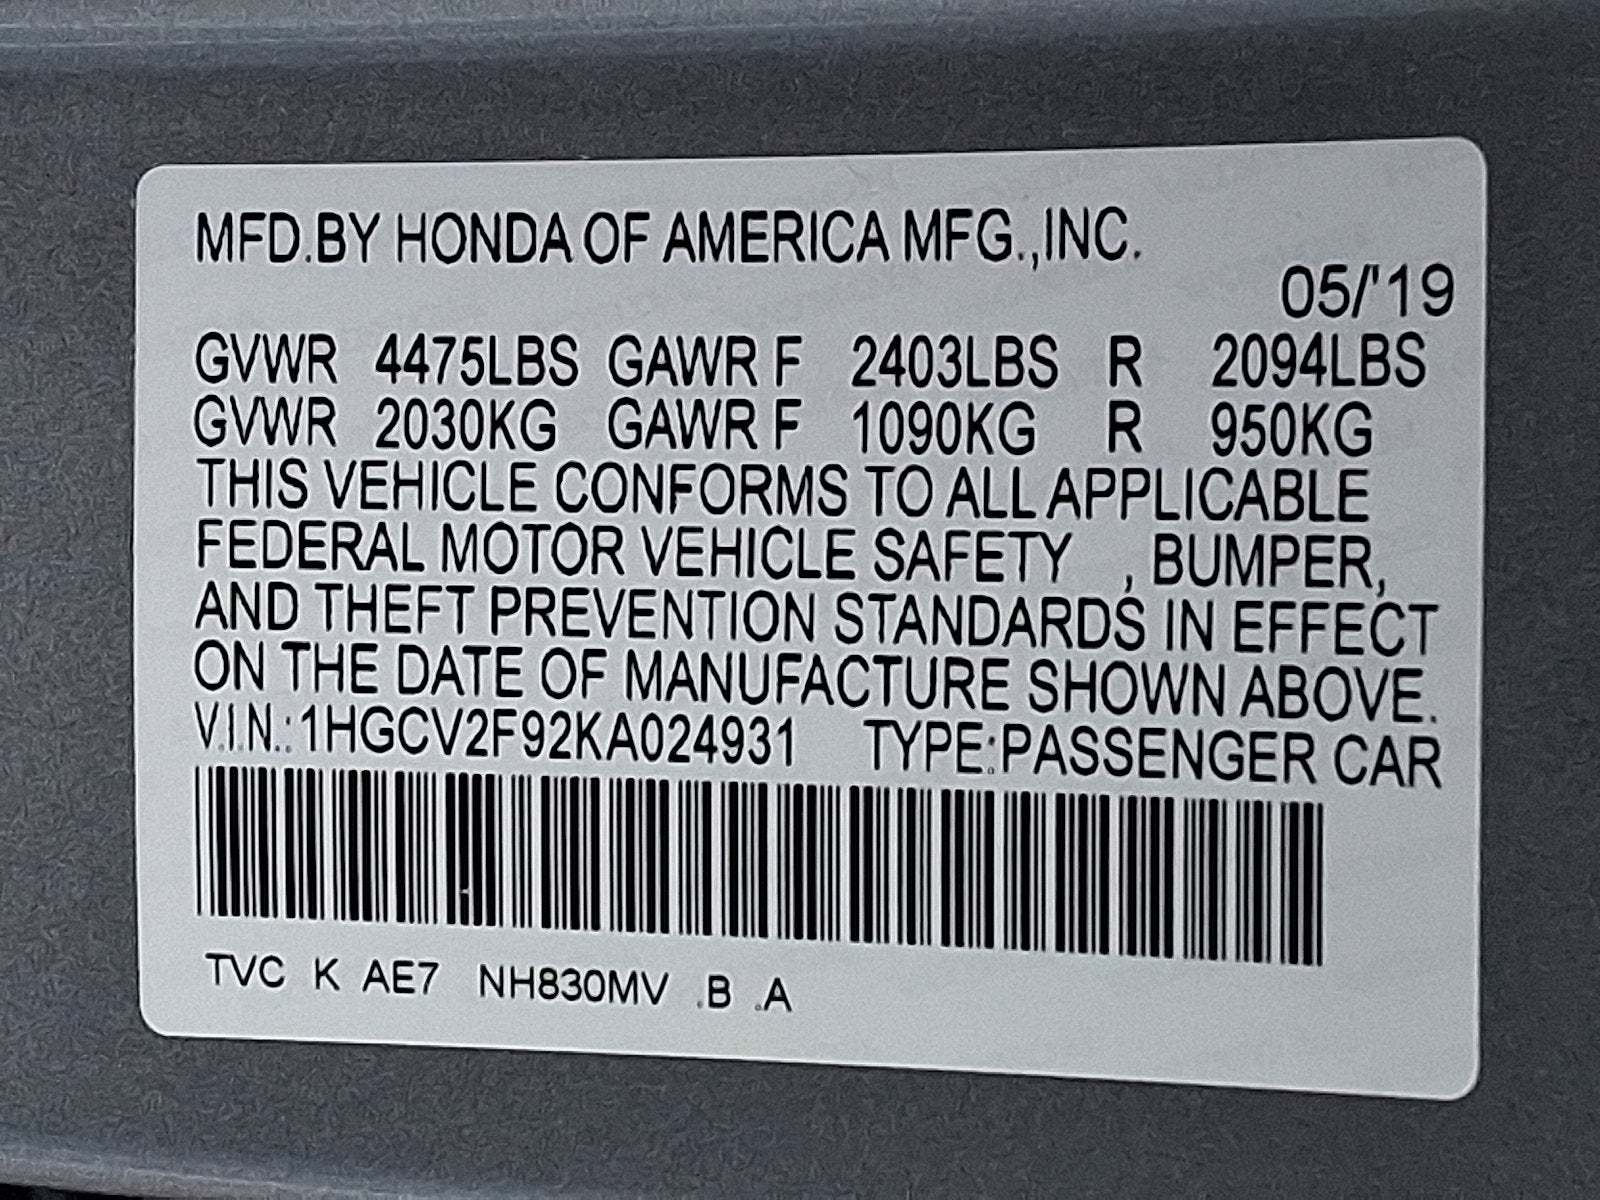 MFD.BY HONDA OF AMERICA MFG.,INC.
05/'19
GVWR 4475LBS GAWR F 2403LBS R 2094LBS
GVWR 2030KG GAWR F 1090KG R 950KG
THIS VEHICLE CONFORMS TO ALL APPLICABLE
FEDERAL MOTOR VEHICLE SAFETY , BUMPER,
AND THEFT PREVENTION STANDARDS IN EFFECT
ON THE DATE OF MANUFACTURE SHOWN ABOVE.
V.I.N.:1HGCV2F92KA024931 TYPE:PASSENGER CAR
TVC K AE7 NH830MV .B .A